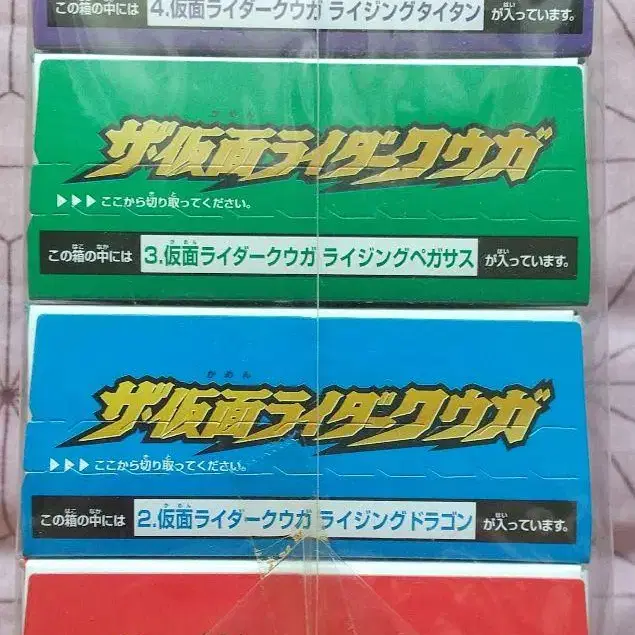 この箱の中には 4.仮面ライダークウガ ライジングタイタン が入っています。
かめん
ザ・仮面ライダークウガ
▶▶▶ここから切り取ってください。
この箱の中には 3.仮面ライダークウガ ライジングペガサス が入っています。
かめん
ザ・仮面ライダークウガ
▶▶▶ここから切り取ってください。
この箱の中には 2.仮面ライダークウガ ライジングドラゴン が入っています。